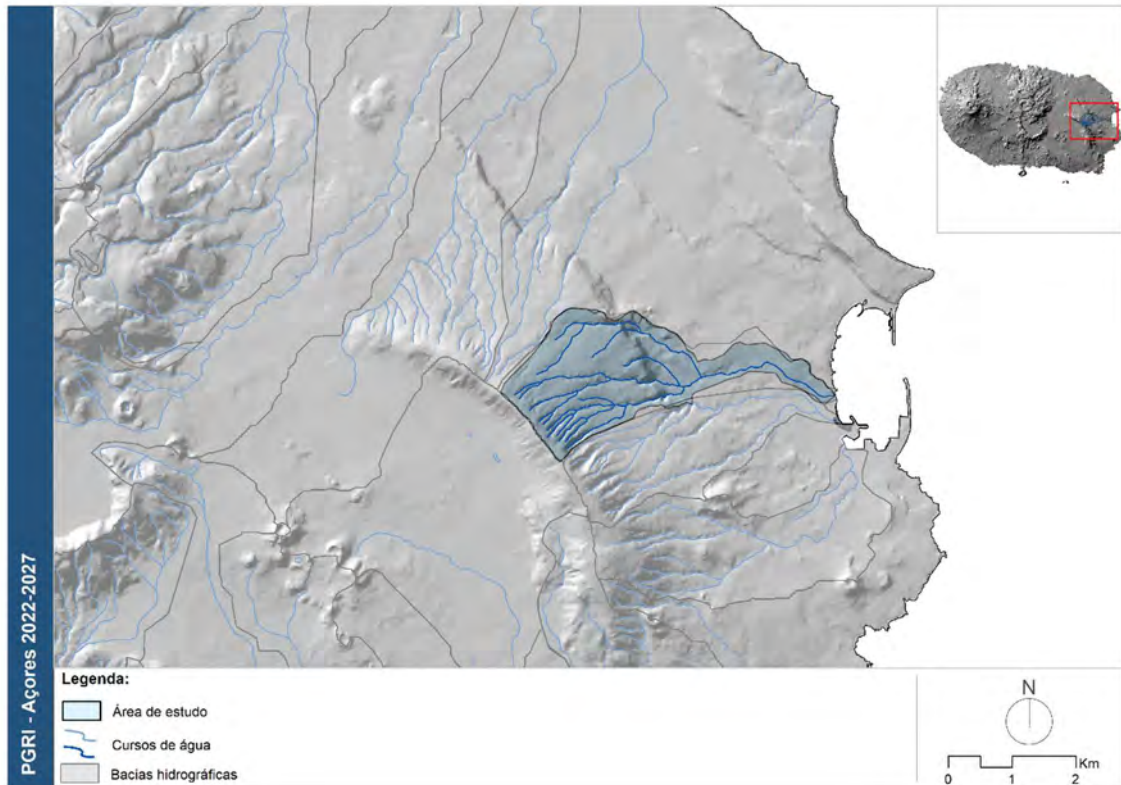 PGRI - Açores 2022-2027
Legenda:
Área de estudo
Cursos de água
Bacias hidrográficas
N
Km
0 1 2